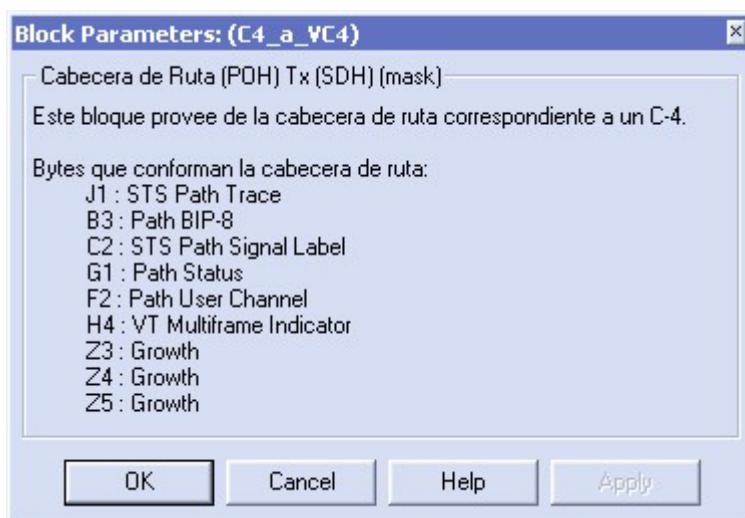 Block Parameters: (C4_a_VC4)
Cabecera de Ruta (POH) Tx (SDH) (mask)
Este bloque provee de la cabecera de ruta correspondiente a un C-4.
Bytes que conforman la cabecera de ruta:
J1 : STS Path Trace
B3 : Path BIP-8
C2 : STS Path Signal Label
G1 : Path Status
F2 : Path User Channel
H4 : VT Multiframe Indicator
Z3 : Growth
Z4 : Growth
Z5 : Growth
OK Cancel Help Apply